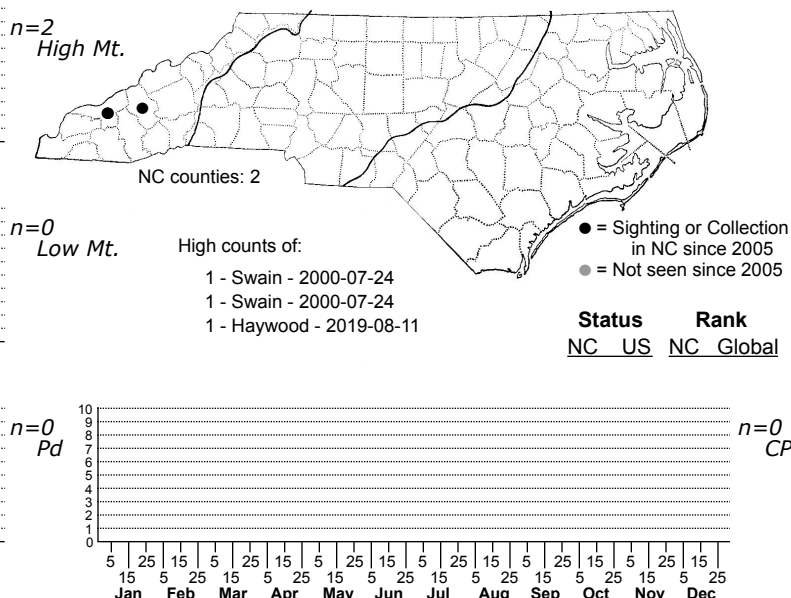 n=2
High Mt.
NC counties: 2
n=0
Low Mt.
High counts of:
1 - Swain - 2000-07-24
1 - Swain - 2000-07-24
1 - Haywood - 2019-08-11
● = Sighting or Collection
in NC since 2005
● = Not seen since 2005
Status Rank
NC US NC Global
n=0
Pd
10
9
8
7
6
5
4
3
2
1
0
n=0
CP
5 25 15 5 25 15 5 25 15 5 25 15 5 25 15 5 25 15
15 5 25 15 5 25 15 5 25 15 5 25 15 5 25 15 5 25
Jan Feb Mar Apr May Jun Jul Aug Sep Oct Nov Dec